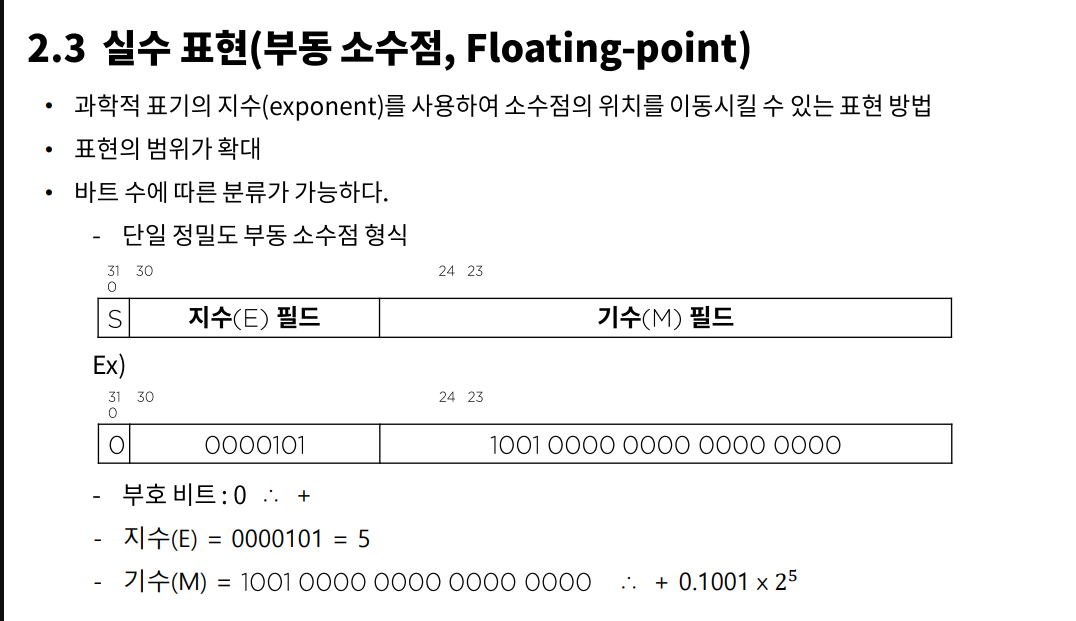 2.3 실수 표현(부동 소수점, Floating-point)
• 과학적 표기의 지수(exponent)를 사용하여 소수점의 위치를 이동시킬 수 있는 표현 방법
• 표현의 범위가 확대
• 바트 수에 따른 분류가 가능하다.
- 단일 정밀도 부동 소수점 형식
31 30 24 23
0
S 지수(E) 필드 기수(M) 필드
Ex)
31 30 24 23
0
0 0000101 1001 0000 0000 0000 0000
- 부호 비트 : 0 ∴ +
- 지수(E) = 0000101 = 5
- 기수(M) = 1001 0000 0000 0000 0000 ∴ + 0.1001 x 2⁵